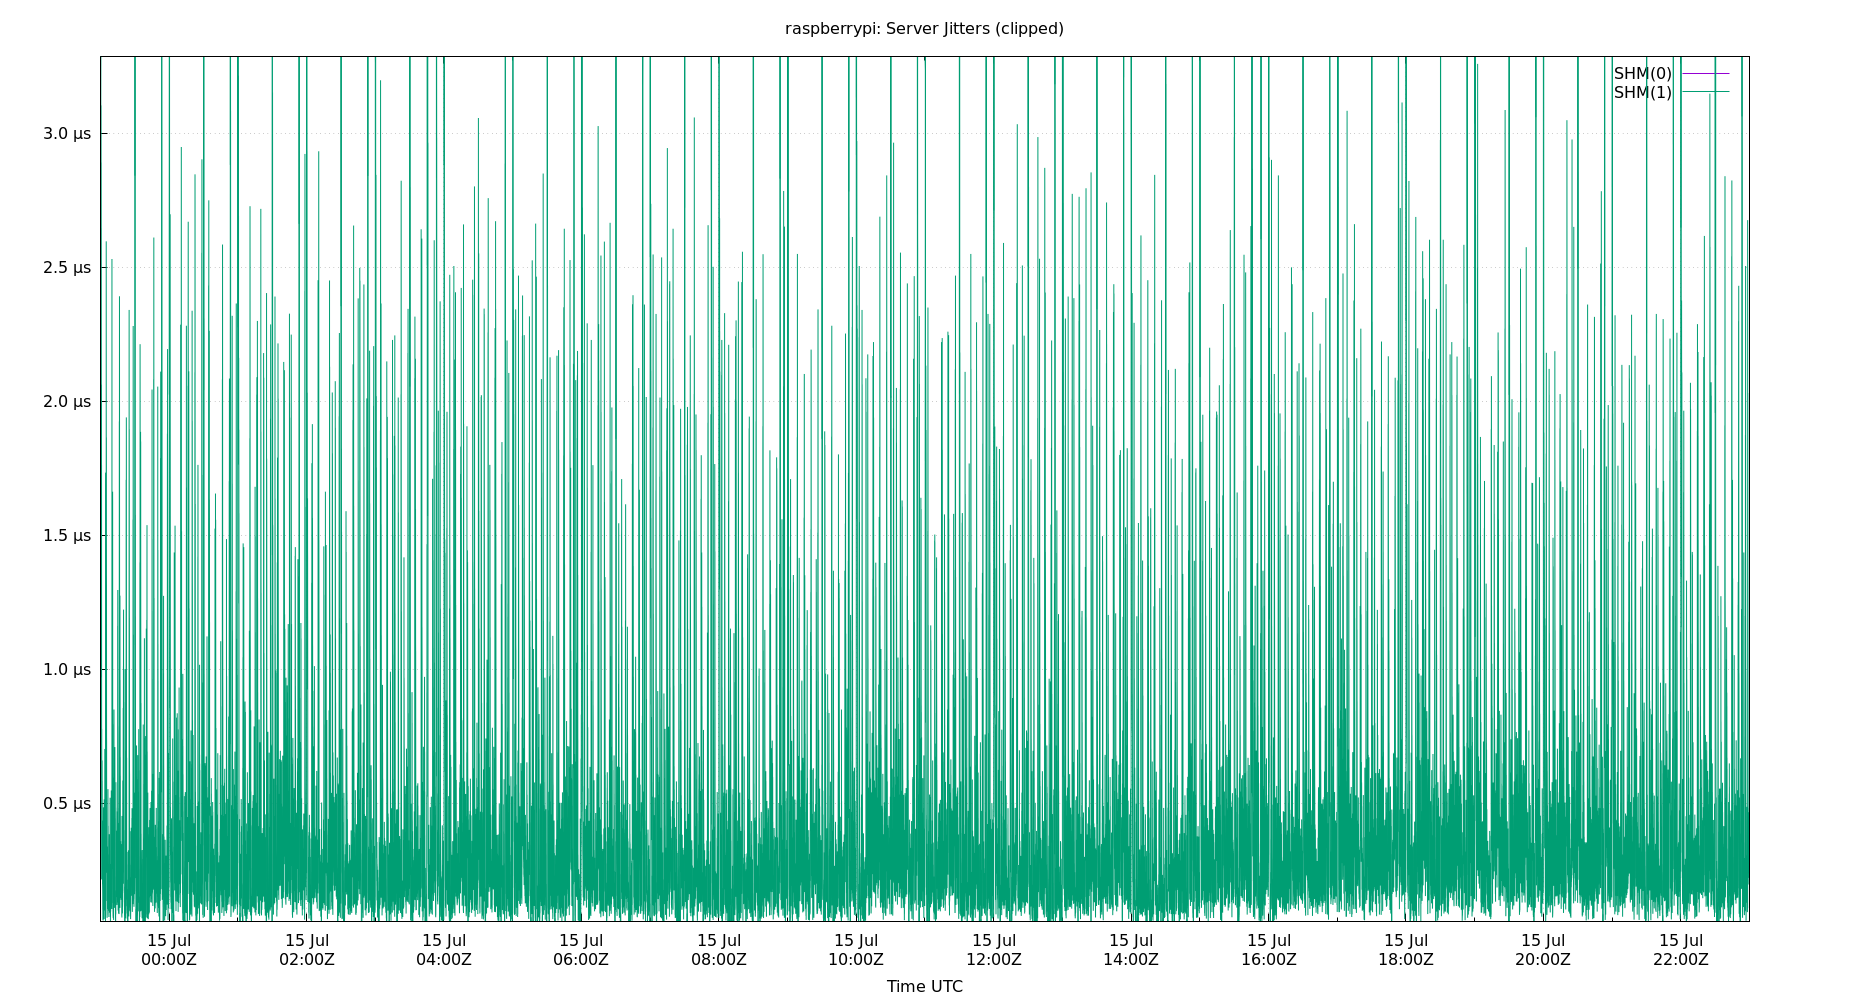 raspberrypi: Server Jitters (clipped)
SHM(0)
SHM(1)
3.0 µs
2.5 µs
2.0 µs
1.5 µs
1.0 µs
0.5 µs
15 Jul 15 Jul 15 Jul 15 Jul 15 Jul 15 Jul 15 Jul 15 Jul 15 Jul 15 Jul 15 Jul 15 Jul
00:00Z 02:00Z 04:00Z 06:00Z 08:00Z 10:00Z 12:00Z 14:00Z 16:00Z 18:00Z 20:00Z 22:00Z
Time UTC